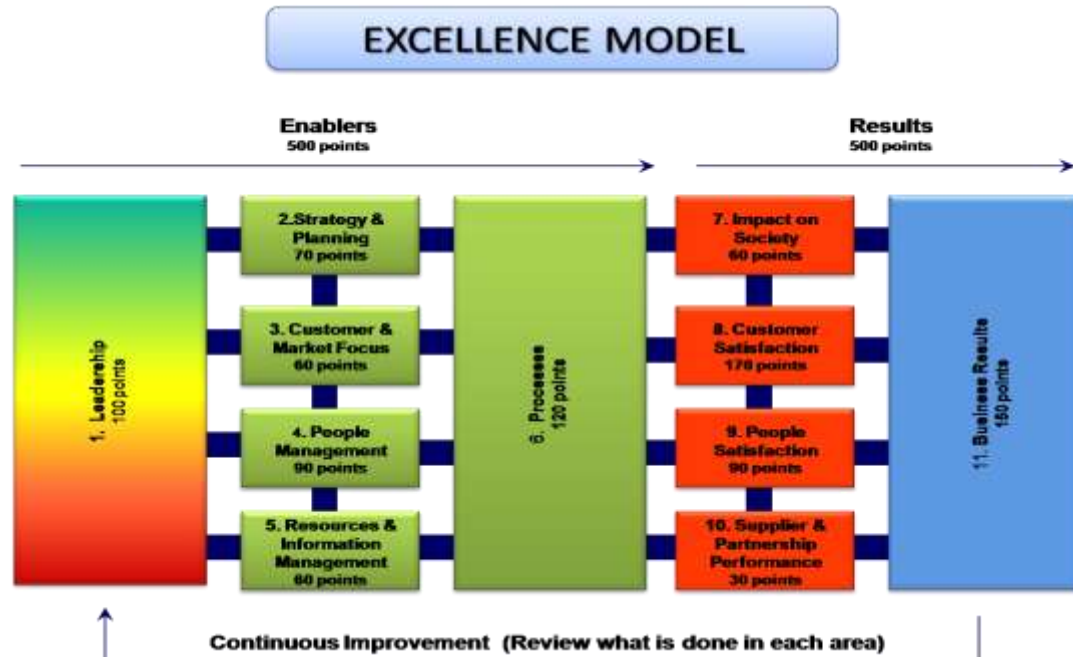 EXCELLENCE MODEL
Enablers
500 points
Results
500 points
1. Leadership
100 points
2.Strategy &
Planning
70 points
3. Customer &
Market Focus
60 points
4. People
Management
90 points
5. Resources &
Information
Management
60 points
6. Processes
120 points
7. Impact on
Society
60 points
8. Customer
Satisfaction
170 points
9. People
Satisfaction
90 points
10. Supplier &
Partnership
Performance
30 points
11. Business Results
150 points
Continuous Improvement (Review what is done in each area)